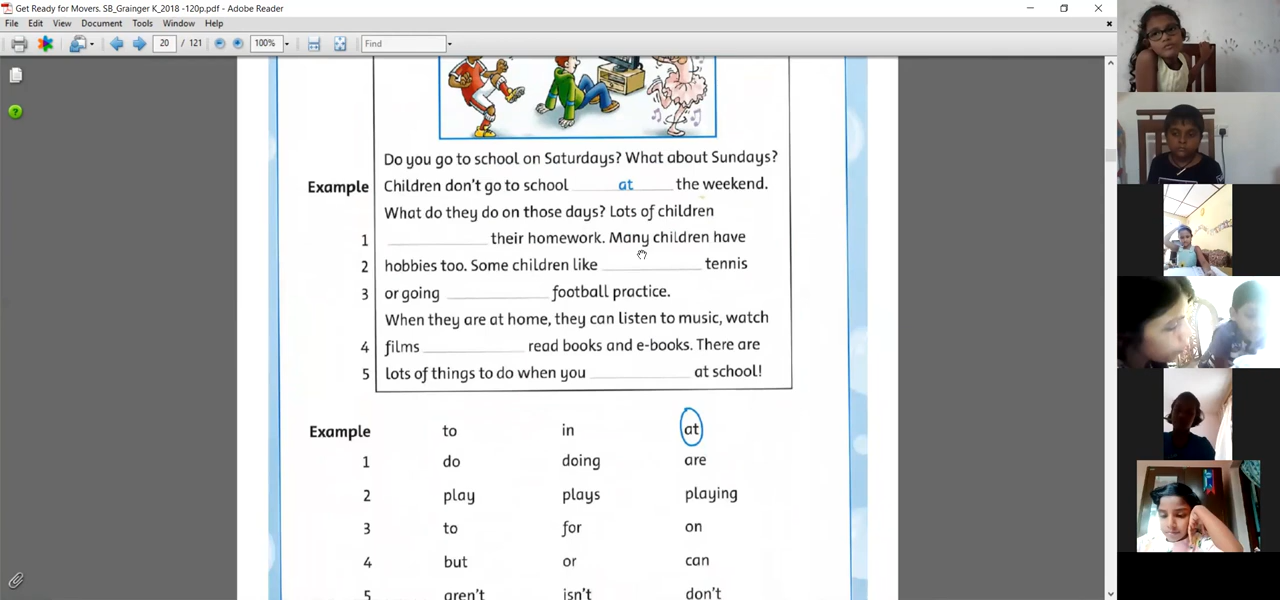 Get Ready for Movers. SB_Grainger K_2018 -120p.pdf - Adobe Reader
File Edit View Document Tools Window Help
20 / 121 100% Find
Do you go to school on Saturdays? What about Sundays?
Example Children don't go to school at the weekend.
What do they do on those days? Lots of children
1 their homework. Many children have
2 hobbies too. Some children like tennis
3 or going football practice.
When they are at home, they can listen to music, watch
4 films read books and e-books. There are
5 lots of things to do when you at school!
Example to in at
1 do doing are
2 play plays playing
3 to for on
4 but or can
5 aren't isn't don't